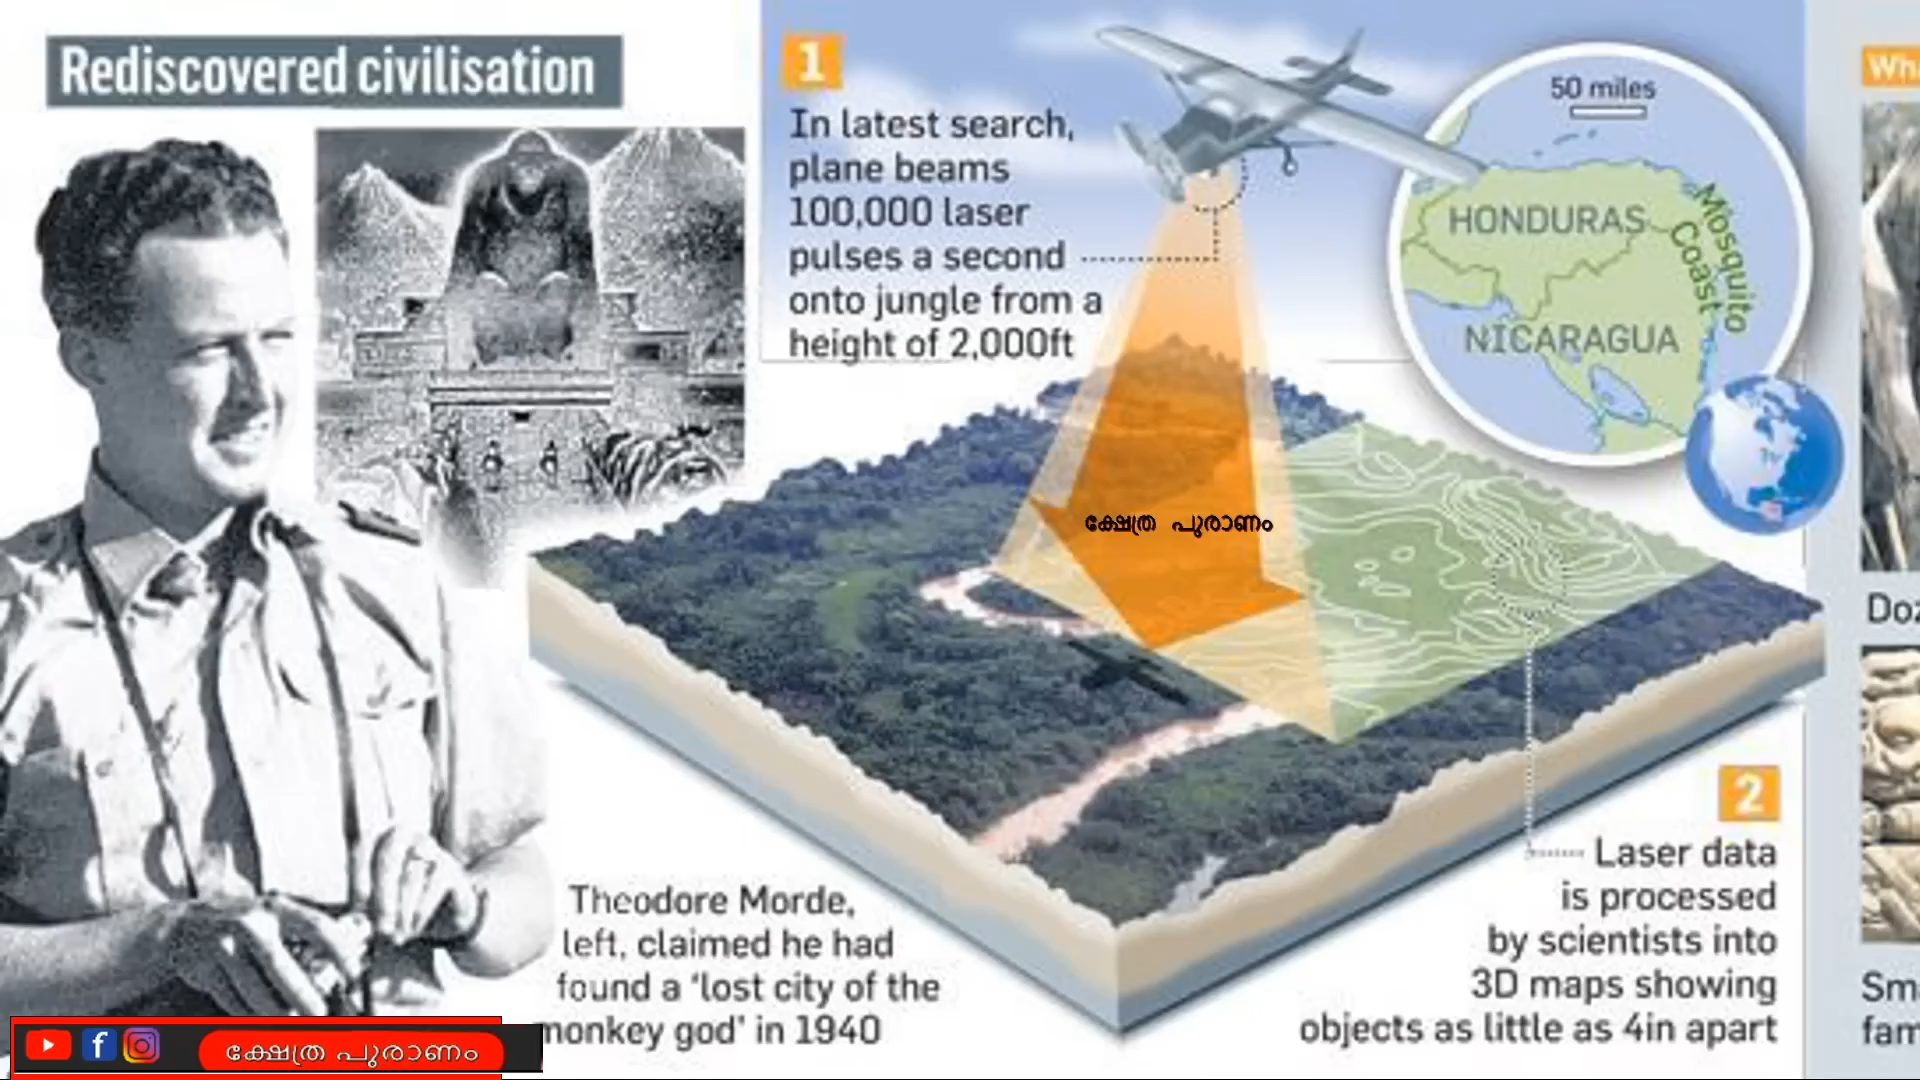 Rediscovered civilisation
1
In latest search,
plane beams
100,000 laser
pulses a second
onto jungle from a
height of 2,000ft
50 miles
HONDURAS
Mosquito
Coast
NICARAGUA
ക്ഷേത്ര പുരാണം
2
Laser data
is processed
by scientists into
3D maps showing
objects as little as 4in apart
Theodore Morde,
left, claimed he had
found a 'lost city of the
monkey god' in 1940
ക്ഷേത്ര പുരാണം